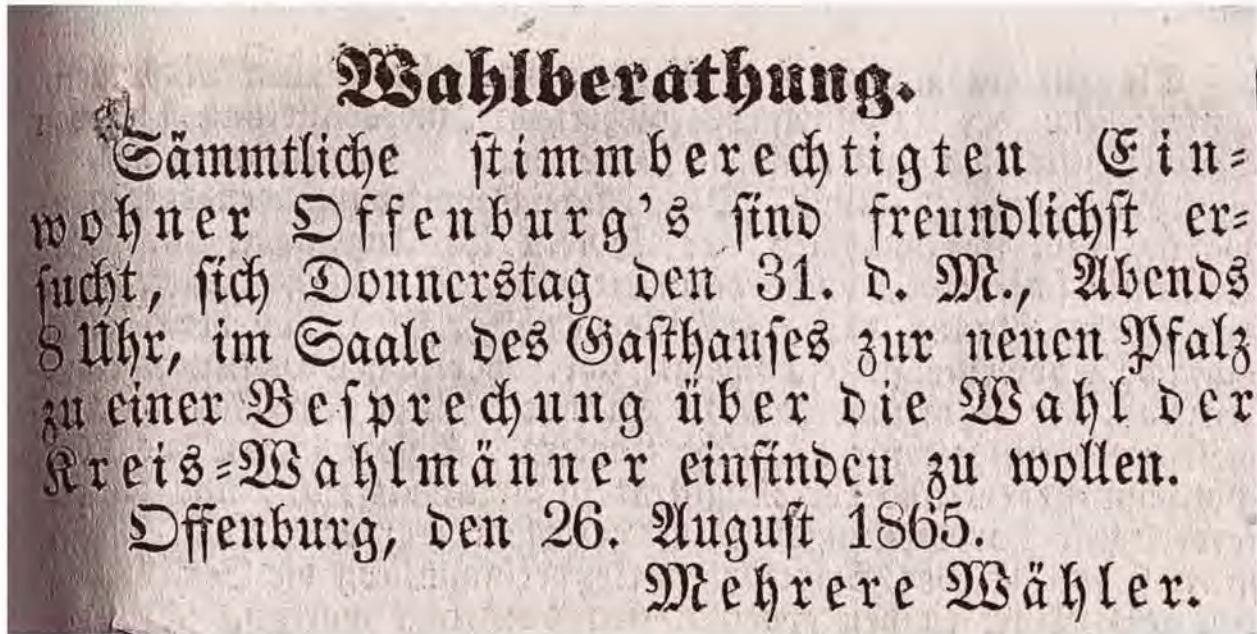 Wahlberathung.
Sämmtliche stimmberechtigten Ein-
wohner Offenburg's sind freundlichst er-
sucht, sich Donnerstag den 31. d. M., Abends
8 Uhr, im Saale des Gasthauses zur neuen Pfalz
zu einer Besprechung über die Wahl der
Kreis-Wahlmänner einfinden zu wollen.
Offenburg, den 26. August 1865.
Mehrere Wähler.